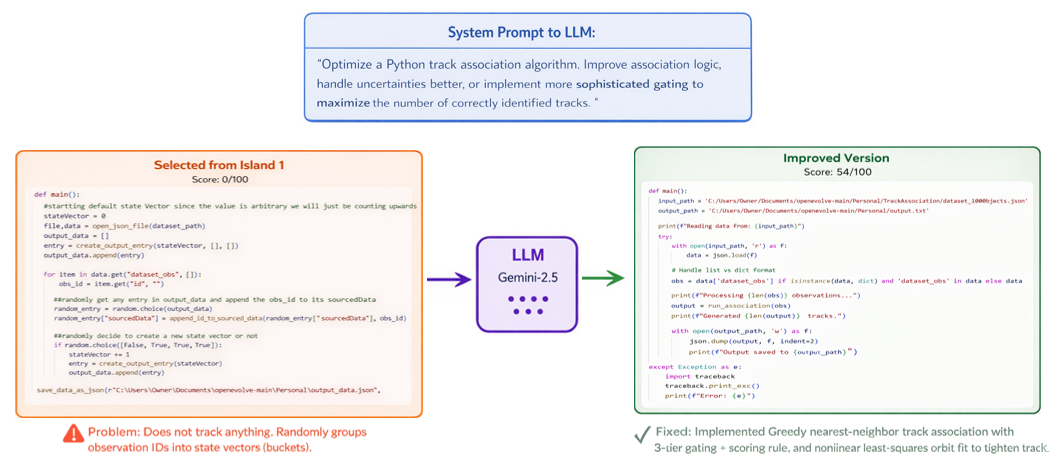 System Prompt to LLM:
"Optimize a Python track association algorithm. Improve association logic,
handle uncertainties better, or implement more sophisticated gating to
maximize the number of correctly identified tracks. "
Selected from Island 1
Score: 0/100
def main():
#startting default state Vector since the value is arbitrary we will just be counting upwards
stateVector = 0
file,data = open_json_file(dataset_path)
output_data = []
entry = create_output_entry(stateVector, [], [])
output_data.append(entry)
for item in data.get("dataset_obs", []):
obs_id = item.get("id", "")
##randomly get any entry in output_data and append the obs_id to its sourcedData
random_entry = random.choice(output_data)
random_entry["sourcedData"] = append_id_to_sourced_data(random_entry["sourcedData"], obs_id)
##randomly decide to create a new state vector or not
if random.choice([False, True, True, True]):
stateVector += 1
entry = create_output_entry(stateVector)
output_data.append(entry)
save_data_as_json(r"C:\Users\Owner\Documents\openevolve-main\Personal\output_data.json",
Problem: Does not track anything. Randomly groups
observation IDs into state vectors (buckets).
LLM
Gemini-2.5
Improved Version
Score: 54/100
def main():
input_path = 'C:/Users/Owner/Documents/openevolve-main/Personal/TrackAssociation/dataset_1000bjects.json'
output_path = 'C:/Users/Owner/Documents/openevolve-main/Personal/output.txt'
print(f"Reading data from: {input_path}")
try:
with open(input_path, 'r') as f:
data = json.load(f)
# Handle list vs dict format
obs = data['dataset_obs'] if isinstance(data, dict) and 'dataset_obs' in data else data
print(f"Processing {len(obs)} observations...")
output = run_association(obs)
print(f"Generated {len(output)} tracks.")
with open(output_path, 'w') as f:
json.dump(output, f, indent=2)
print(f"Output saved to {output_path}")
except Exception as e:
import traceback
traceback.print_exc()
print(f"Error: {e}")
Fixed: Implemented Greedy nearest-neighbor track association with
3-tier gating + scoring rule, and noniinear least-squares orbit fit to tighten track.